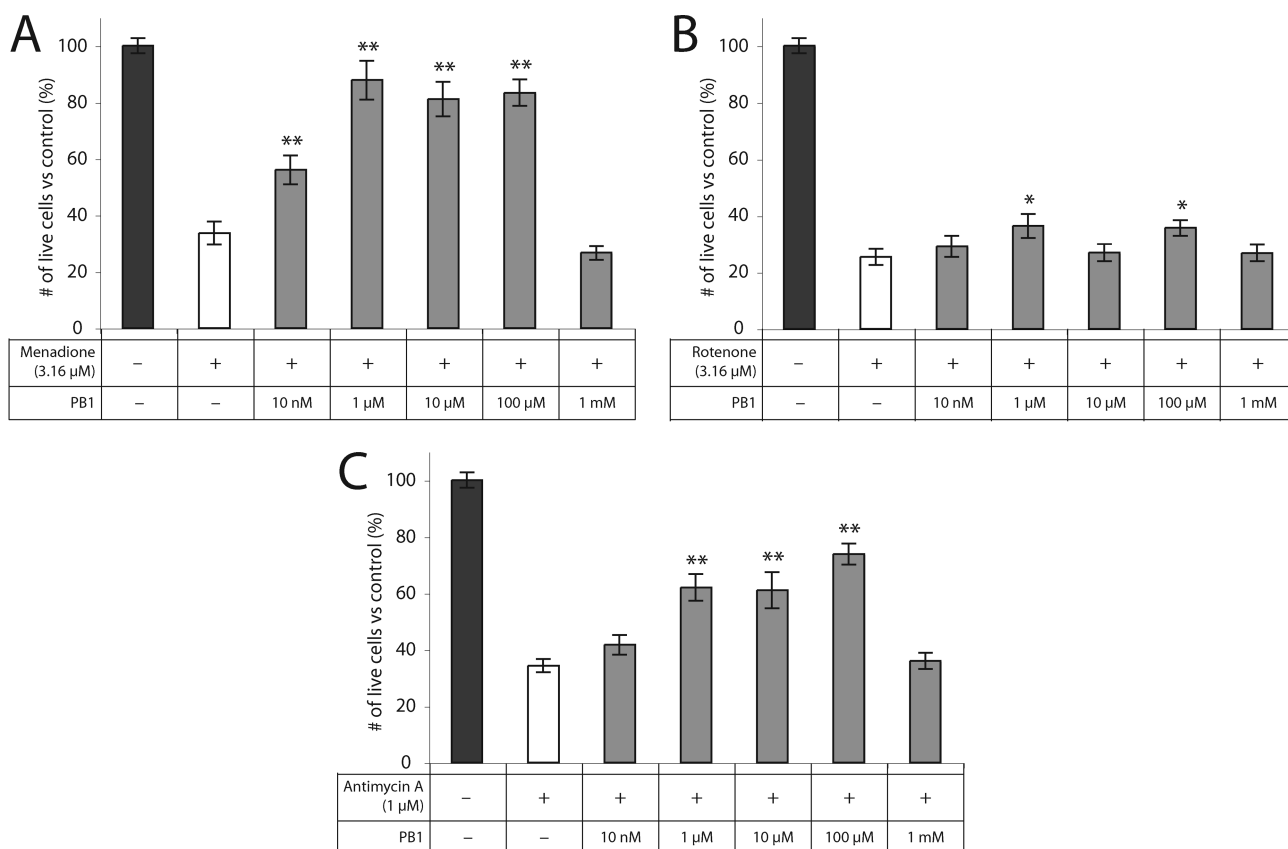 A
# of live cells vs control (%)
100
80
60
40
20
0
** ** ** **
Menadione
(3.16 µM)
– + + + + + +
PB1 – – 10 nM 1 µM 10 µM 100 µM 1 mM
B
# of live cells vs control (%)
100
80
60
40
20
0
* *
Rotenone
(3.16 µM)
– + + + + + +
PB1 – – 10 nM 1 µM 10 µM 100 µM 1 mM
C
# of live cells vs control (%)
100
80
60
40
20
0
** ** **
Antimycin A
(1 µM)
– + + + + + +
PB1 – – 10 nM 1 µM 10 µM 100 µM 1 mM